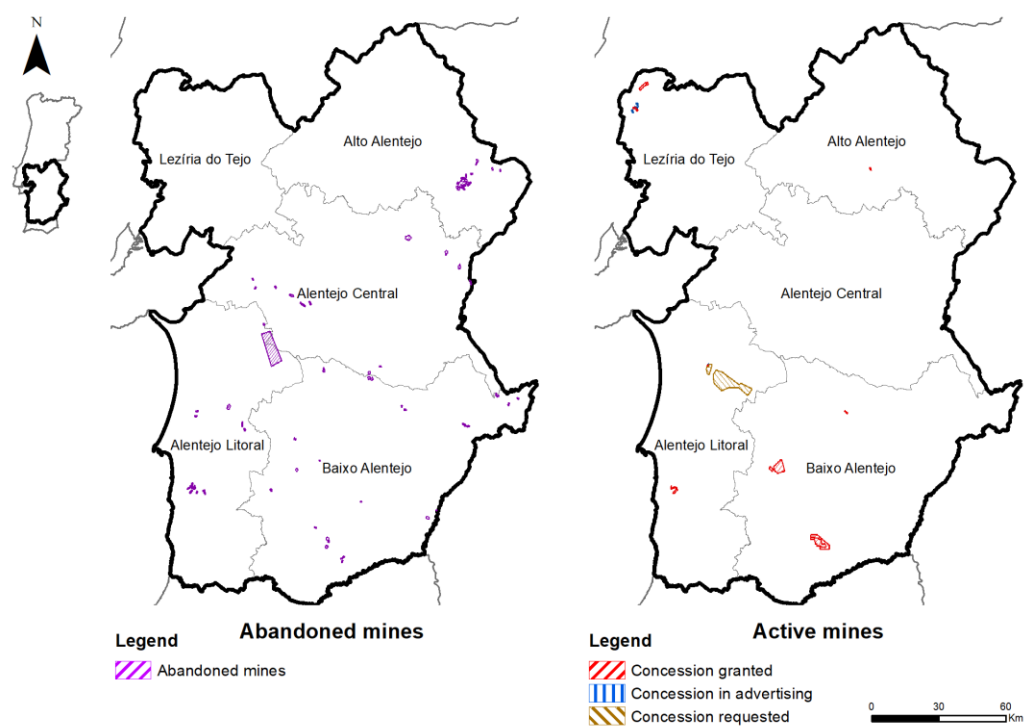 N
Alto Alentejo
Lezíria do Tejo
Alentejo Central
Alentejo Litoral
Baixo Alentejo
Alto Alentejo
Lezíria do Tejo
Alentejo Central
Alentejo Litoral
Baixo Alentejo
Abandoned mines
Legend
Abandoned mines
Active mines
Legend
Concession granted
Concession in advertising
Concession requested
0 30 60
Km